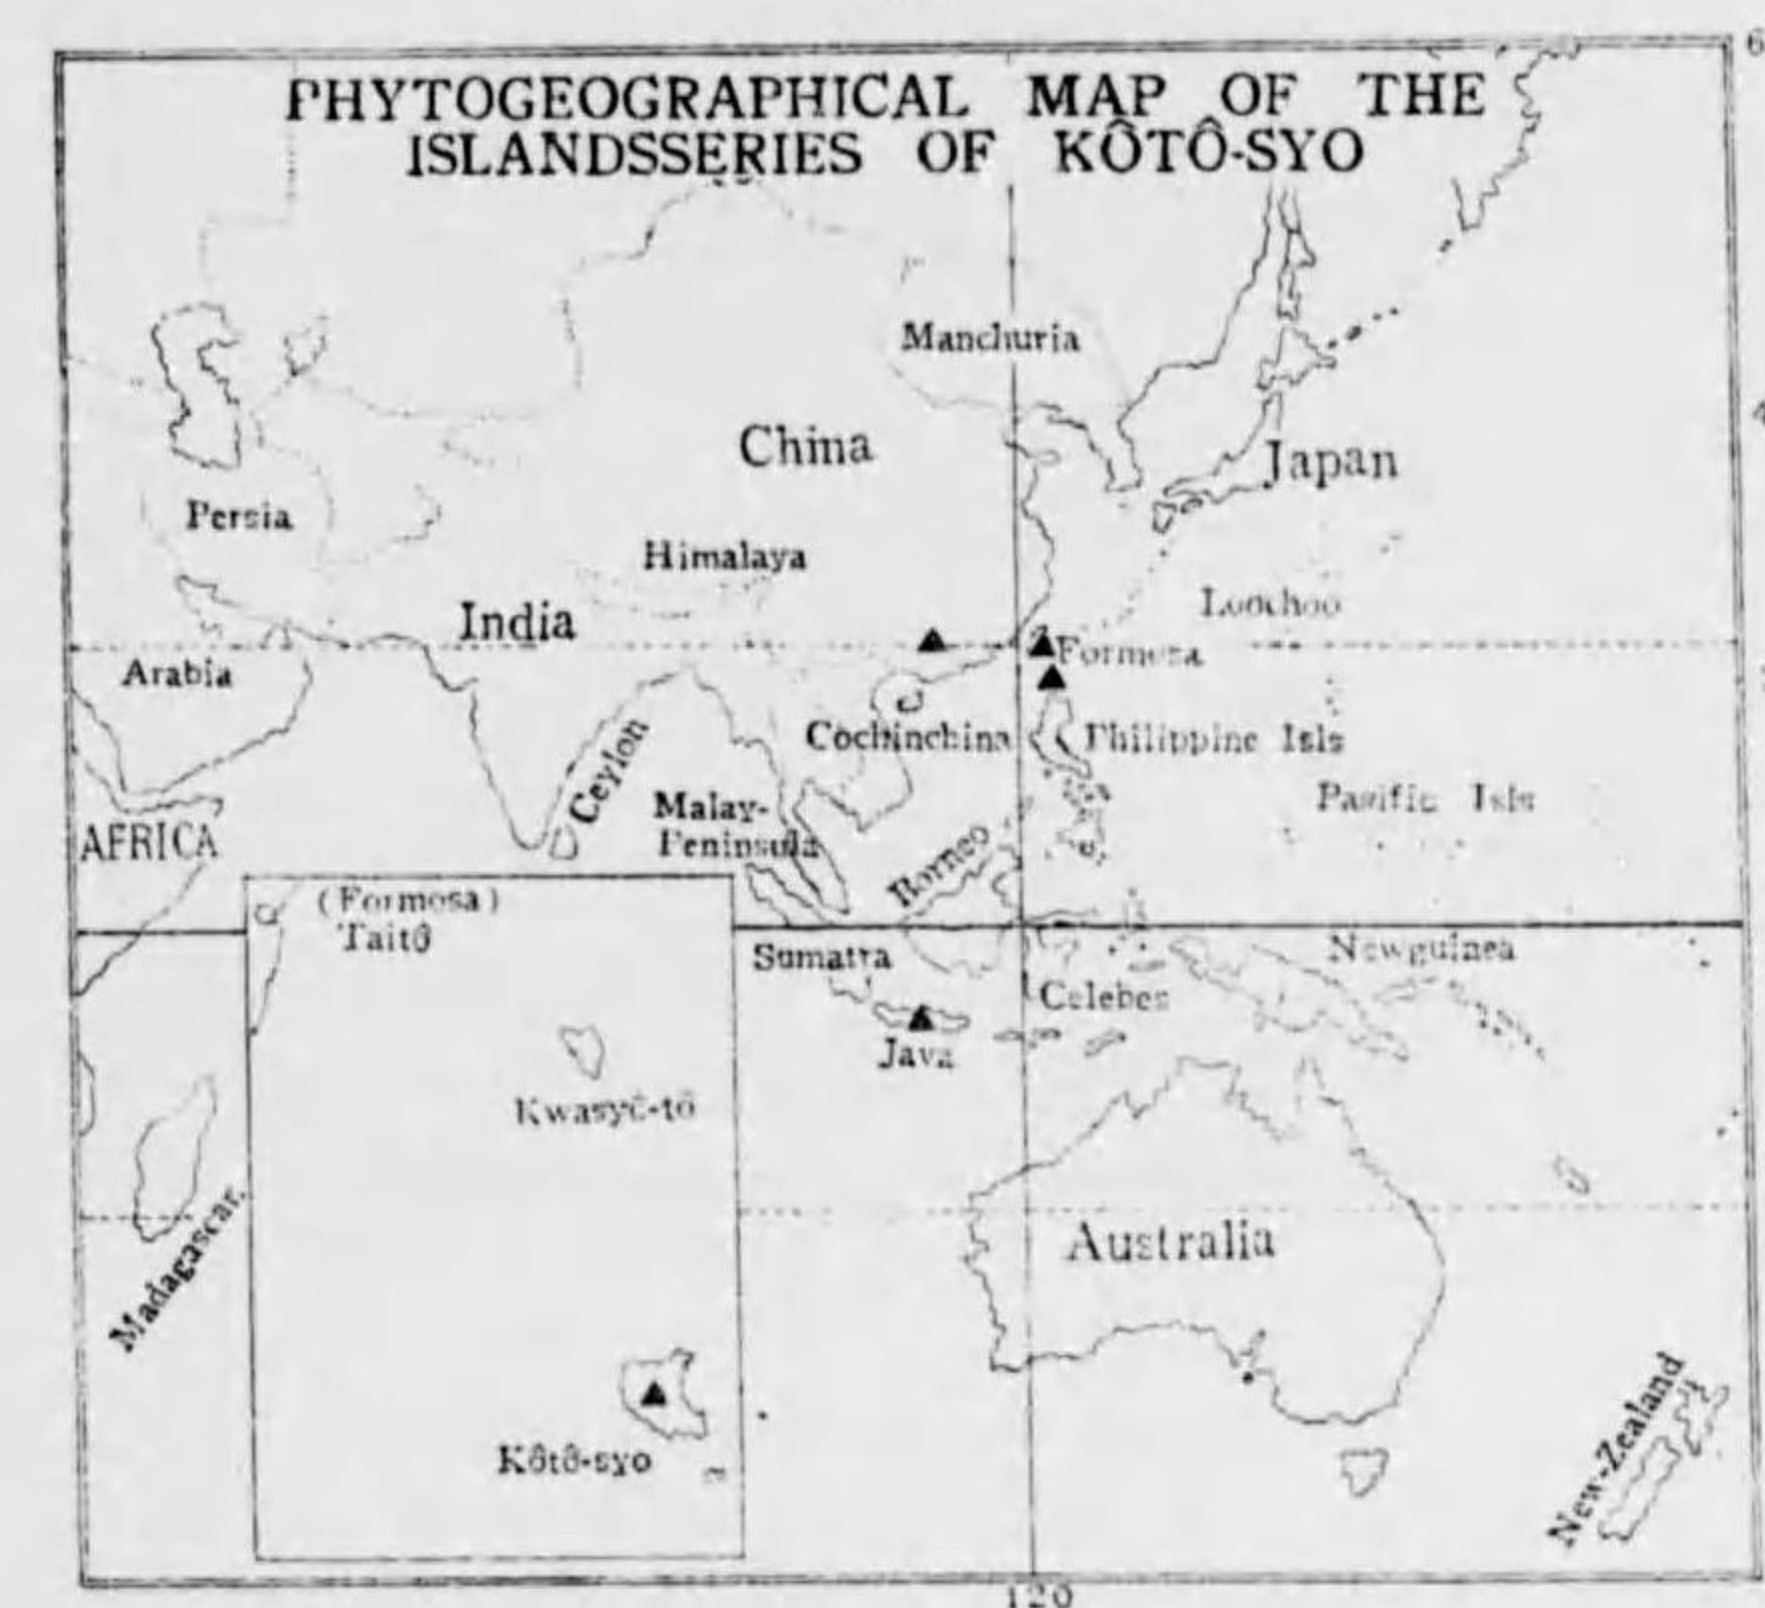 PHYTOGEOGRAPHICAL MAP OF THE
ISLANDSSERIES OF KÔTÔ-SYO
6
Manchuria
China
Japan
Persia
Himalaya
Loochoo
India
Formosa
Arabia
Cochinchina
Philippine Isls
Ceylon
Malay-
Peninsula
Pacific Isls
AFRICA
Borneo
(Formosa)
Taitô
Sumatra
Newguinea
Celebes
Java
Kwasyô-tô
Madagascar.
Australia
Kôtô-syo
New-Zealand
120